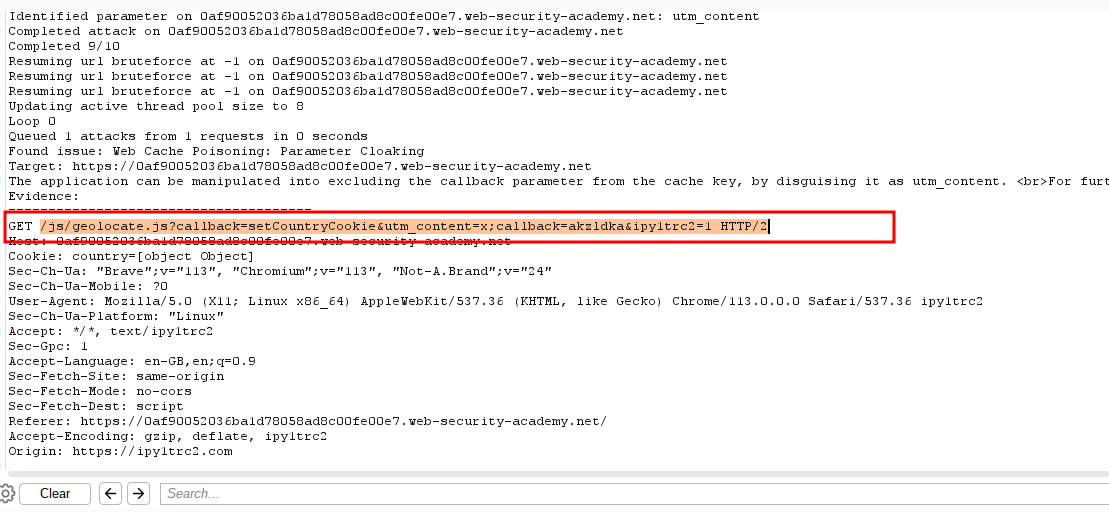 Identified parameter on 0af90052036ba1d78058ad8c00fe00e7.web-security-academy.net: utm_content
Completed attack on 0af90052036ba1d78058ad8c00fe00e7.web-security-academy.net
Completed 9/10
Resuming url bruteforce at -1 on 0af90052036ba1d78058ad8c00fe00e7.web-security-academy.net
Resuming url bruteforce at -1 on 0af90052036ba1d78058ad8c00fe00e7.web-security-academy.net
Resuming url bruteforce at -1 on 0af90052036ba1d78058ad8c00fe00e7.web-security-academy.net
Updating active thread pool size to 8
Loop 0
Queued 1 attacks from 1 requests in 0 seconds
Found issue: Web Cache Poisoning: Parameter Cloaking
Target: https://0af90052036ba1d78058ad8c00fe00e7.web-security-academy.net
The application can be manipulated into excluding the callback parameter from the cache key, by disguising it as utm_content. <br>For furt
Evidence:
======================================
GET /js/geolocate.js?callback=setCountryCookie&utm_content=x;callback=akzldka&ipy1trc2=1 HTTP/2
Host: 0af90052036ba1d78058ad8c00fe00e7.web-security-academy.net
Cookie: country=[object Object]
Sec-Ch-Ua: "Brave";v="113", "Chromium";v="113", "Not-A.Brand";v="24"
Sec-Ch-Ua-Mobile: ?0
User-Agent: Mozilla/5.0 (X11; Linux x86_64) AppleWebKit/537.36 (KHTML, like Gecko) Chrome/113.0.0.0 Safari/537.36 ipy1trc2
Sec-Ch-Ua-Platform: "Linux"
Accept: */*, text/ipy1trc2
Sec-Gpc: 1
Accept-Language: en-GB,en;q=0.9
Sec-Fetch-Site: same-origin
Sec-Fetch-Mode: no-cors
Sec-Fetch-Dest: script
Referer: https://0af90052036ba1d78058ad8c00fe00e7.web-security-academy.net/
Accept-Encoding: gzip, deflate, ipy1trc2
Origin: https://ipy1trc2.com
Clear
Search...